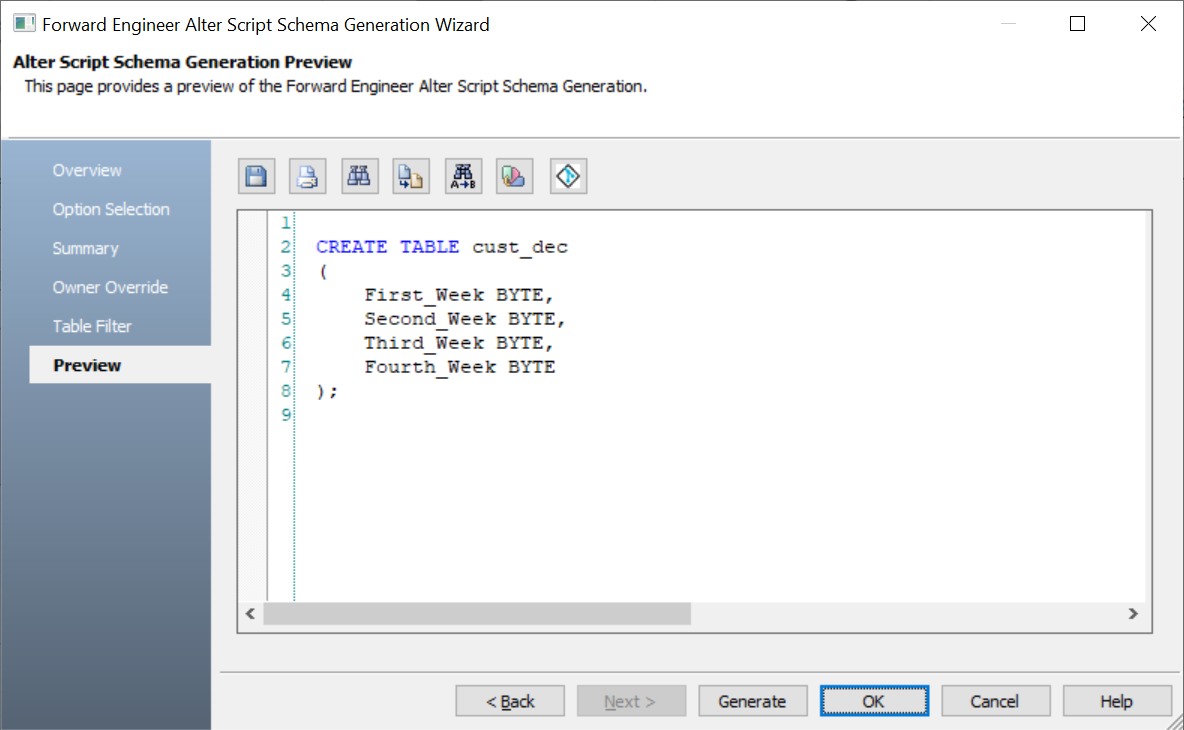 Forward Engineer Alter Script Schema Generation Wizard
Alter Script Schema Generation Preview
This page provides a preview of the Forward Engineer Alter Script Schema Generation.
Overview
Option Selection
Summary
Owner Override
Table Filter
Preview
A→B
1
2 CREATE TABLE cust_dec
3 (
4 First_Week BYTE,
5 Second_Week BYTE,
6 Third_Week BYTE,
7 Fourth_Week BYTE
8 );
9
< Back Next > Generate OK Cancel Help